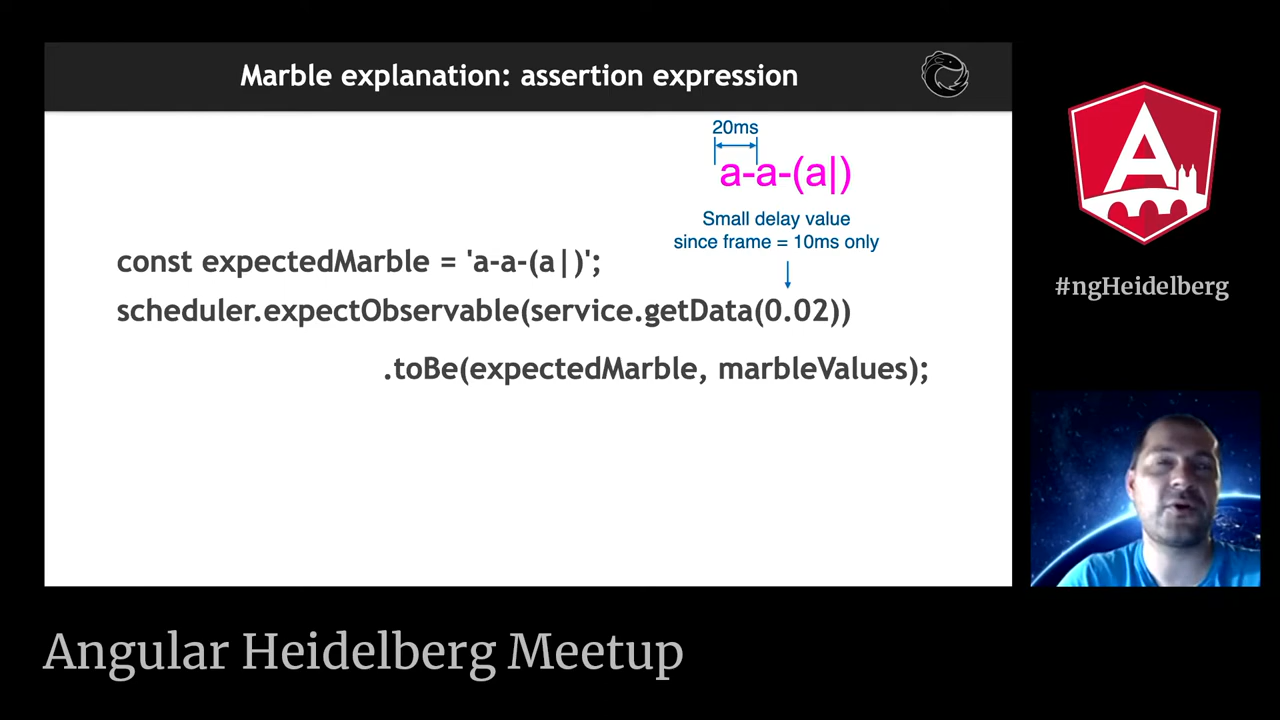 Marble explanation: assertion expression
20ms
a-a-(a|)
Small delay value
since frame = 10ms only
const expectedMarble = 'a-a-(a|)';
scheduler.expectObservable(service.getData(0.02))
.toBe(expectedMarble, marbleValues);
A
#ngHeidelberg
Angular Heidelberg Meetup